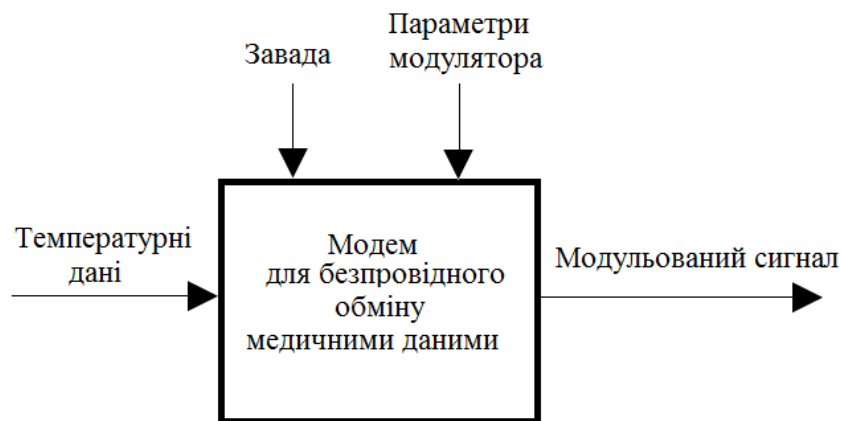 Завада
Параметри
модулятора
Температурні
дані
Модем
для безпровідного
обміну
медичними даними
Модульований сигнал